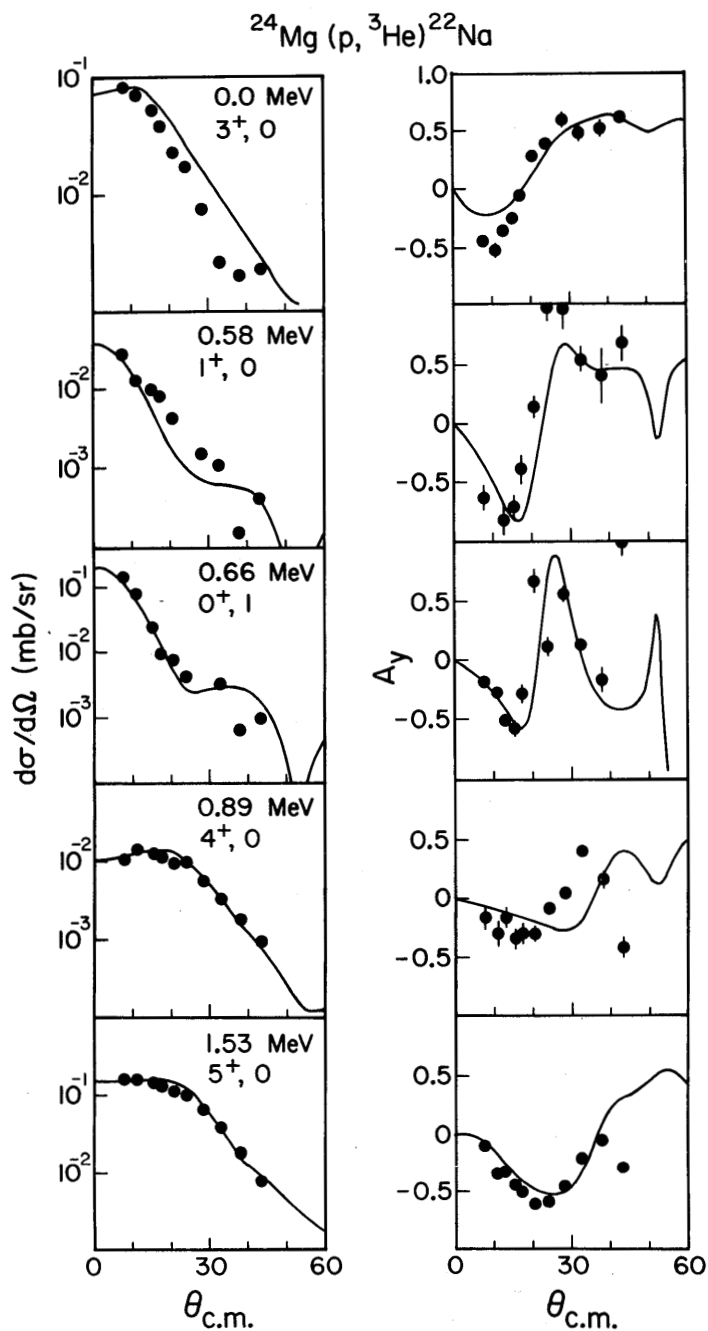 ²⁴Mg (p, ³He)²²Na
dσ/dΩ (mb/sr)
10⁻¹
10⁻²
0.0 MeV
3⁺, 0
10⁻²
10⁻³
0.58 MeV
1⁺, 0
10⁻¹
10⁻²
10⁻³
0.66 MeV
0⁺, 1
10⁻²
10⁻³
0.89 MeV
4⁺, 0
10⁻¹
10⁻²
1.53 MeV
5⁺, 0
0 30 60
θc.m.
Ay
1.0
0.5
0
-0.5
0.5
0
-0.5
0.5
0
-0.5
0.5
0
-0.5
0.5
0
-0.5
0 30 60
θc.m.